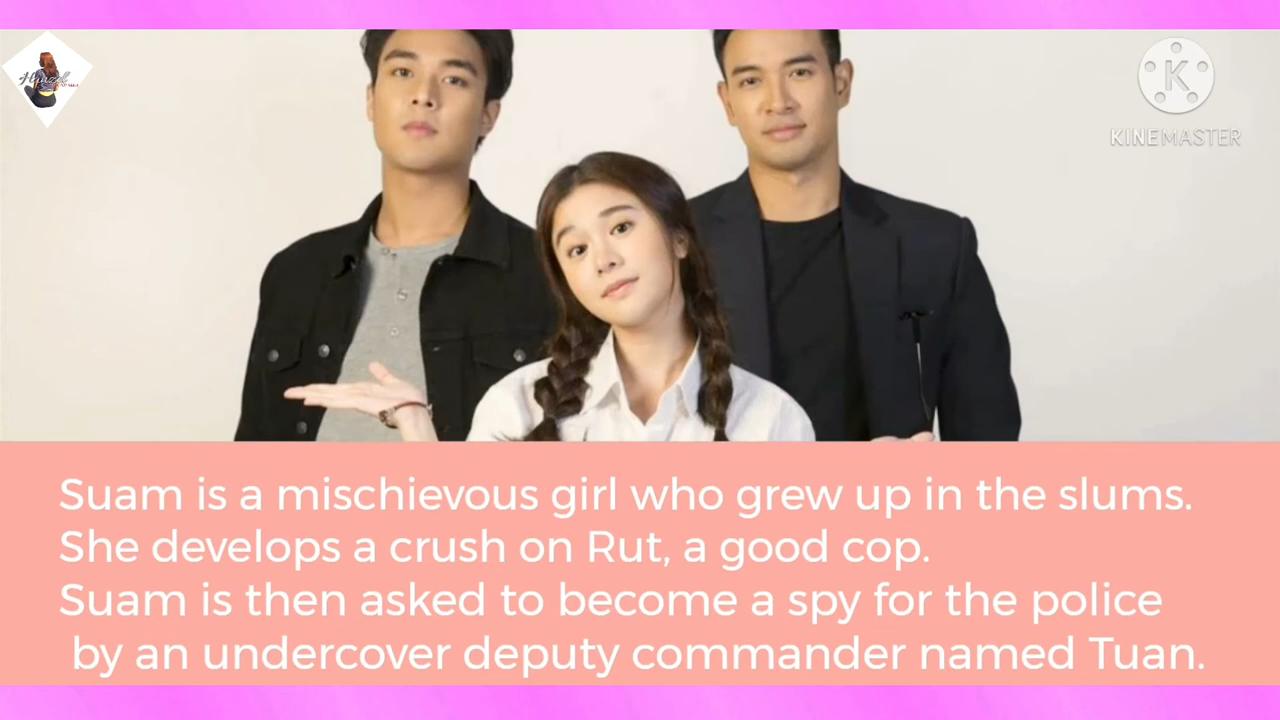 K
KINEMASTER
Suam is a mischievous girl who grew up in the slums.
She develops a crush on Rut, a good cop.
Suam is then asked to become a spy for the police
by an undercover deputy commander named Tuan.